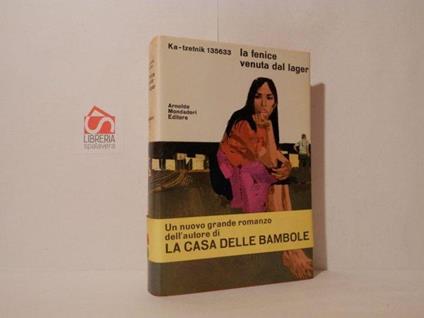 Ka-tzetnik 135633
la fenice
venuta dal lager
Arnoldo
Mondadori
Editore
LIBRERIA
spalavera
Un nuovo grande romanzo
dell'autore di
LA CASA DELLE BAMBOLE